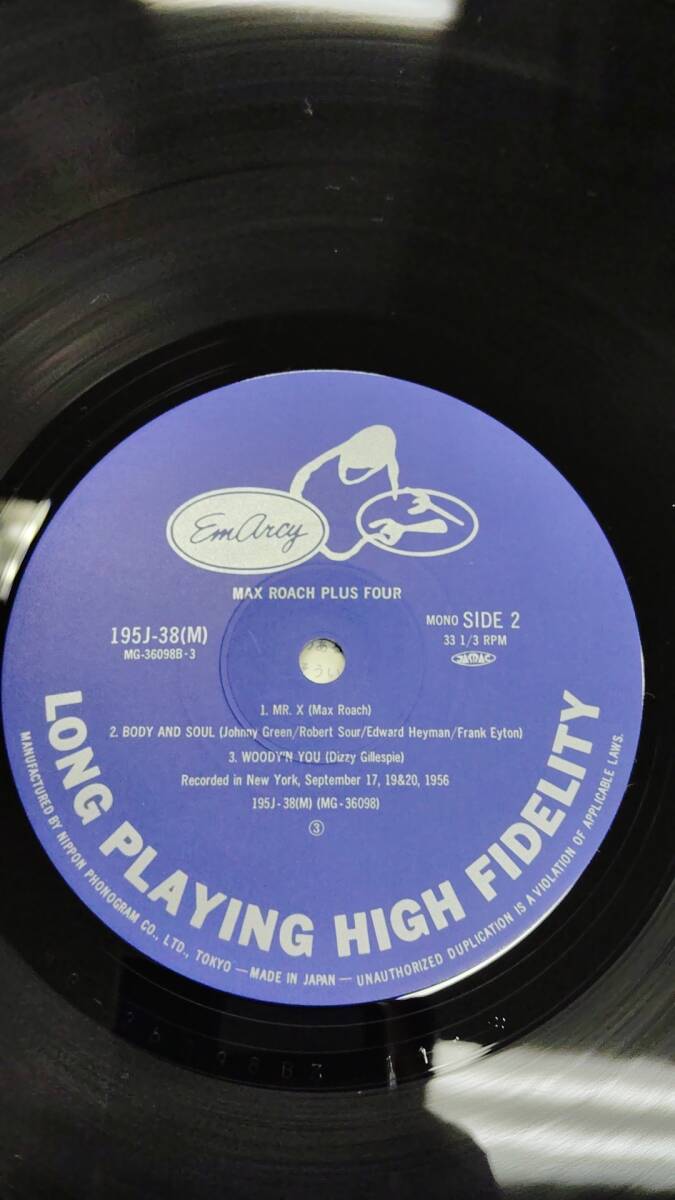 EmArcy
MAX ROACH PLUS FOUR
195J-38(M)
MG-36098B-3
MONO SIDE 2
33 1/3 RPM
JASRAC
1. MR. X (Max Roach)
2. BODY AND SOUL (Johnny Green/Robert Sour/Edward Heyman/Frank Eyton)
3. WOODY'N YOU (Dizzy Gillespie)
Recorded in New York, September 17, 19&20, 1956
195J-38(M) (MG-36098)
③
LONG PLAYING HIGH FIDELITY
MANUFACTURED BY NIPPON PHONOGRAM CO., LTD., TOKYO — MADE IN JAPAN — UNAUTHORIZED DUPLICATION IS A VIOLATION OF APPLICABLE LAWS.